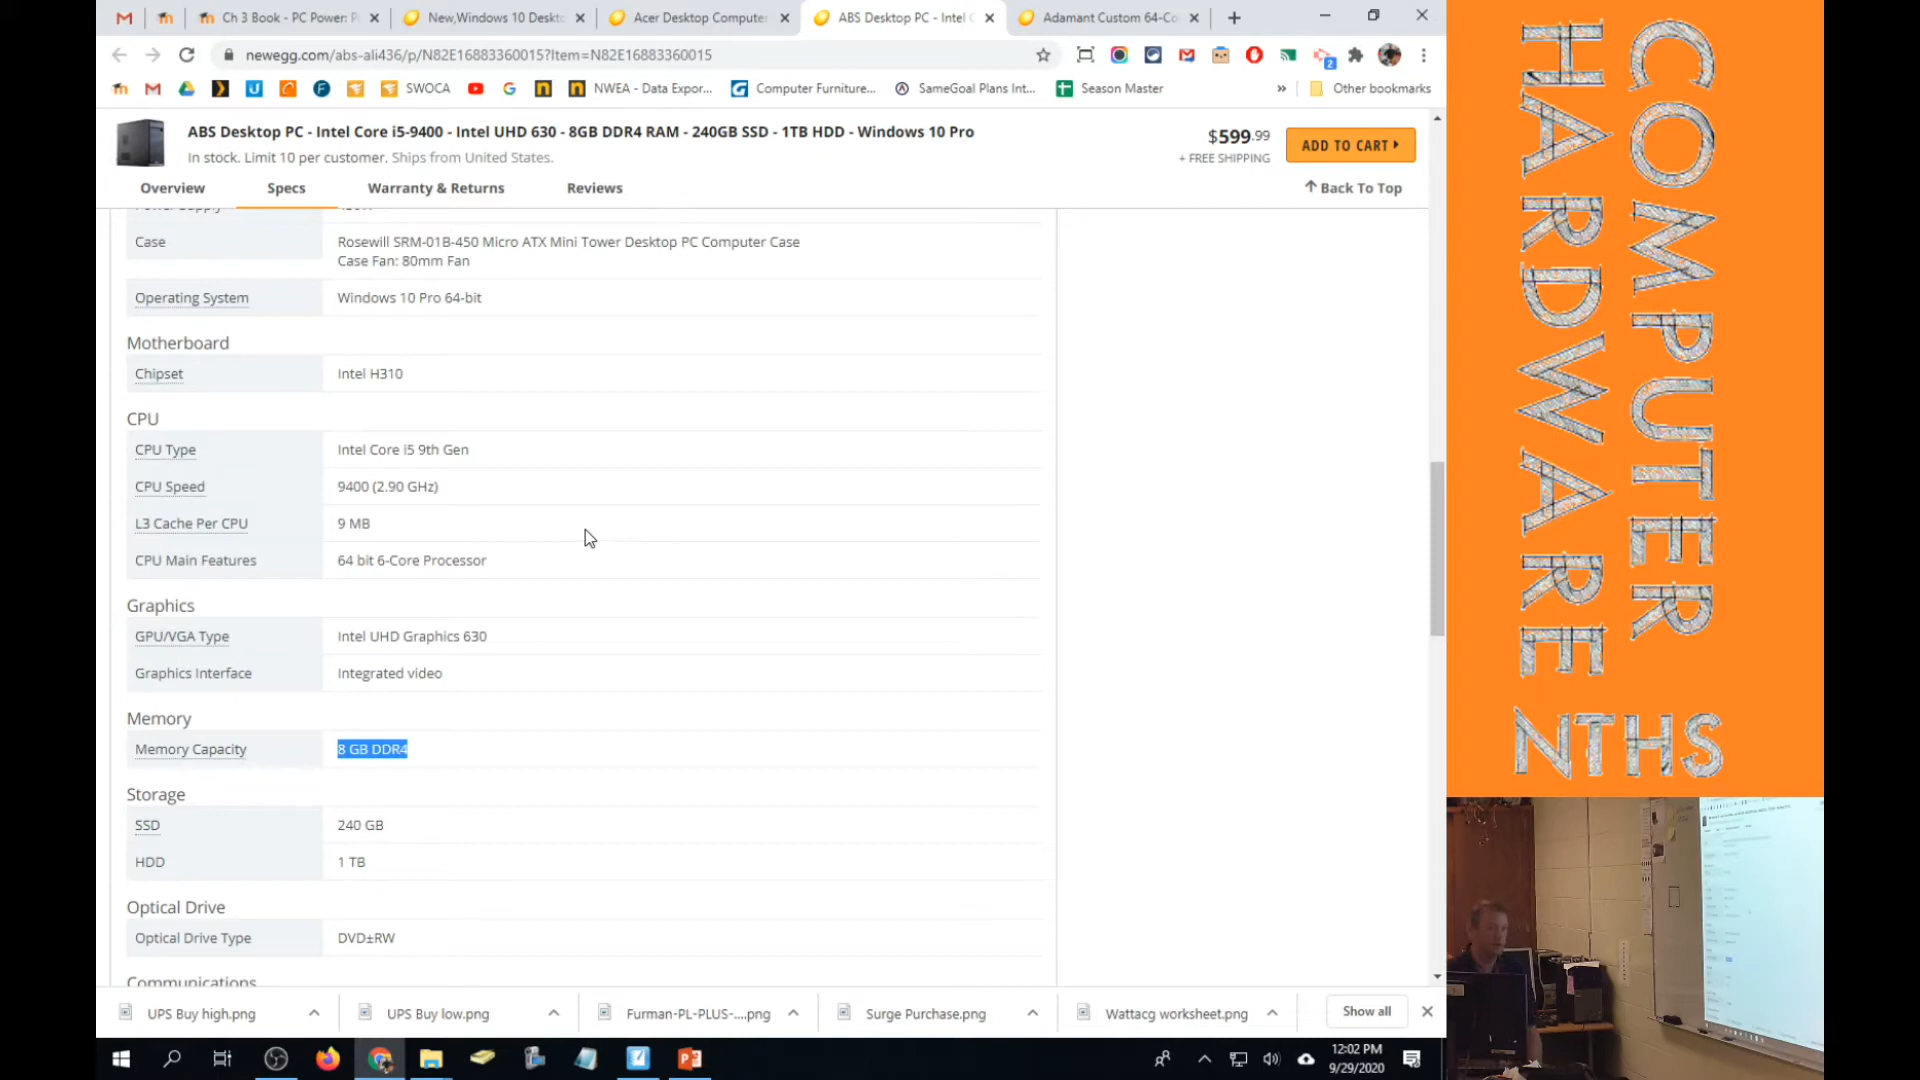 Ch 3 Book - PC Power: P
New,Windows 10 Deskto
Acer Desktop Computer
ABS Desktop PC - Intel C
Adamant Custom 64-Co
newegg.com/abs-ali436/p/N82E16883360015?Item=N82E16883360015
SWOCA
NWEA - Data Expor...
Computer Furniture...
SameGoal Plans Int...
Season Master
Other bookmarks
ABS Desktop PC - Intel Core i5-9400 - Intel UHD 630 - 8GB DDR4 RAM - 240GB SSD - 1TB HDD - Windows 10 Pro
In stock. Limit 10 per customer. Ships from United States.
$599.99
+ FREE SHIPPING
ADD TO CART
Overview
Specs
Warranty & Returns
Reviews
Back To Top
Case
Rosewill SRM-01B-450 Micro ATX Mini Tower Desktop PC Computer Case
Case Fan: 80mm Fan
Operating System
Windows 10 Pro 64-bit
Motherboard
Chipset
Intel H310
CPU
CPU Type
Intel Core i5 9th Gen
CPU Speed
9400 (2.90 GHz)
L3 Cache Per CPU
9 MB
CPU Main Features
64 bit 6-Core Processor
Graphics
GPU/VGA Type
Intel UHD Graphics 630
Graphics Interface
Integrated video
Memory
Memory Capacity
8 GB DDR4
Storage
SSD
240 GB
HDD
1 TB
Optical Drive
Optical Drive Type
DVD±RW
Communications
UPS Buy high.png
UPS Buy low.png
Furman-PL-PLUS-....png
Surge Purchase.png
Wattacg worksheet.png
Show all
12:02 PM
9/29/2020
COMPUTER
HARDWARE
NTHS